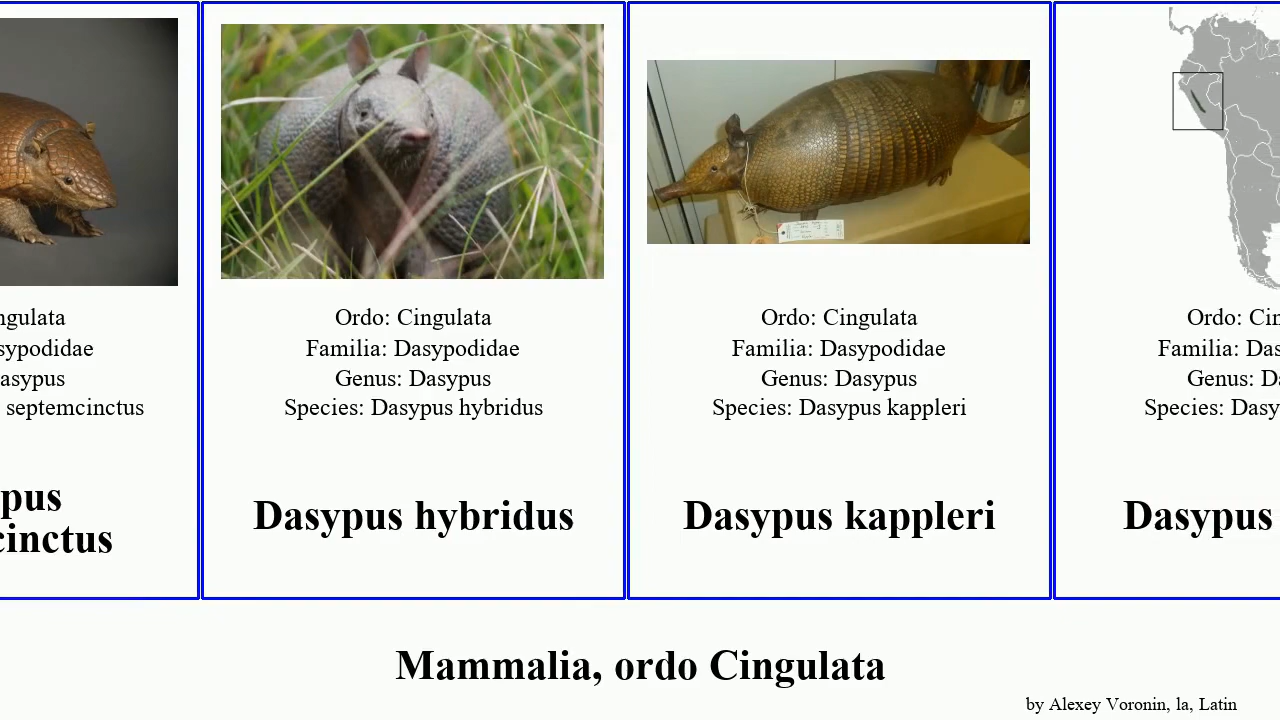 ngulata
sypodidae
asypus
septemcinctus
pus
cinctus
Ordo: Cingulata
Familia: Dasypodidae
Genus: Dasypus
Species: Dasypus hybridus
Dasypus hybridus
Ordo: Cingulata
Familia: Dasypodidae
Genus: Dasypus
Species: Dasypus kappleri
Dasypus kappleri
Ordo: Cin
Familia: Das
Genus: Da
Species: Dasy
Dasypus
Mammalia, ordo Cingulata
by Alexey Voronin, la, Latin